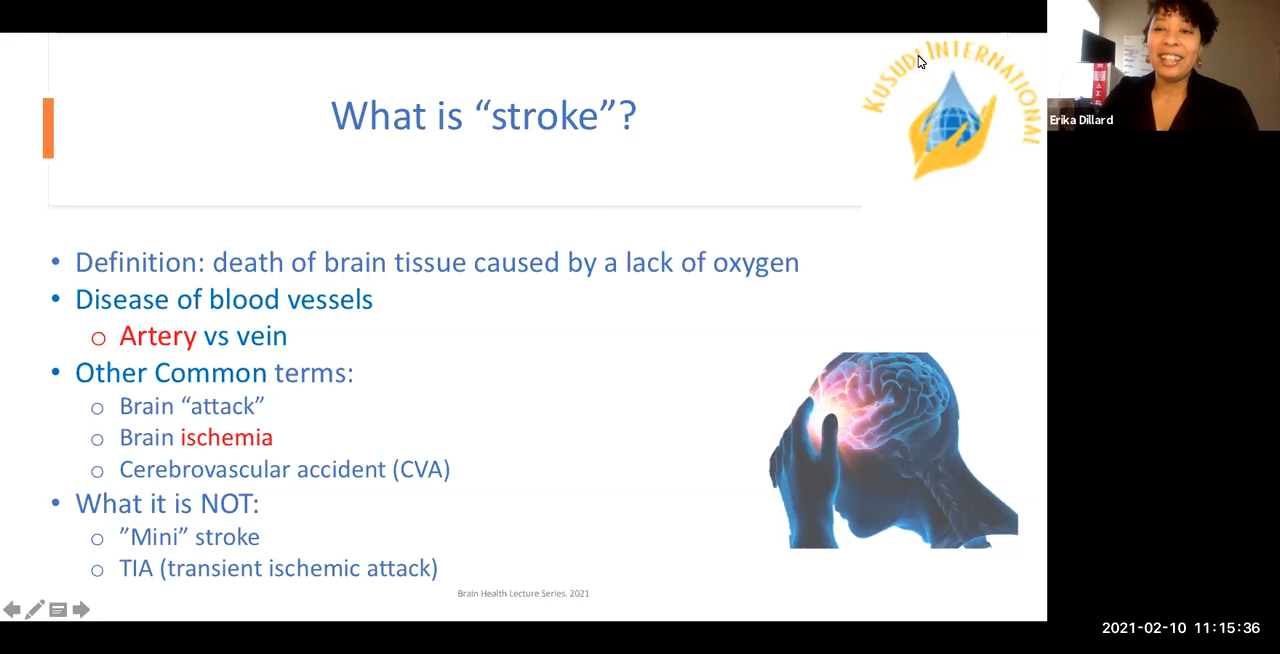 What is “stroke”?
KUSUDI INTERNATIONAL
Erika Dillard
• Definition: death of brain tissue caused by a lack of oxygen
• Disease of blood vessels
o Artery vs vein
• Other Common terms:
o Brain “attack”
o Brain ischemia
o Cerebrovascular accident (CVA)
• What it is NOT:
o ”Mini” stroke
o TIA (transient ischemic attack)
Brain Health Lecture Series. 2021
2021-02-10 11:15:36